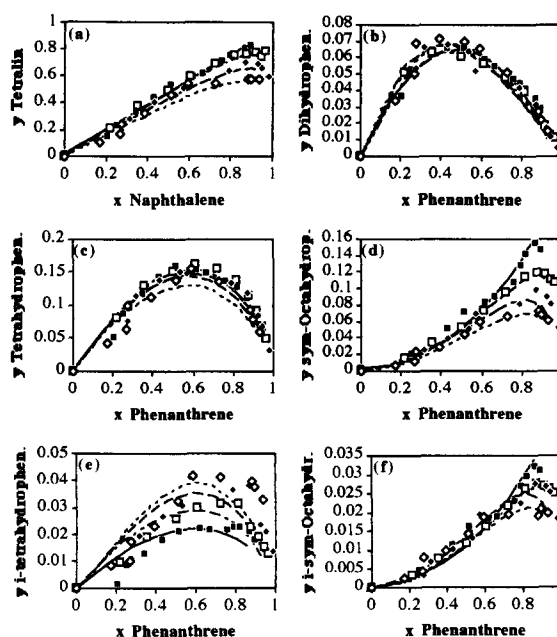 (a)
y Tetralin
1
0.8
0.6
0.4
0.2
0
0 0.2 0.4 0.6 0.8 1
x Naphthalene
(b)
y Dihydrophen.
0.08
0.07
0.06
0.05
0.04
0.03
0.02
0.01
0.00
0 0.2 0.4 0.6 0.8 1
x Phenanthrene
(c)
y Tetrahydrophen.
0.20
0.15
0.10
0.05
0.00
0 0.2 0.4 0.6 0.8 1
x Phenanthrene
(d)
y sym-Octahydrop.
0.16
0.14
0.12
0.1
0.08
0.06
0.04
0.02
0
0 0.2 0.4 0.6 0.8 1
x Phenanthrene
(e)
y i-tetrahydrophen.
0.05
0.04
0.03
0.02
0.01
0
0 0.2 0.4 0.6 0.8 1
x Phenanthrene
(f)
y i-sym-Octahydr.
0.035
0.03
0.025
0.02
0.015
0.01
0.005
0
0 0.2 0.4 0.6 0.8 1
x Phenanthrene